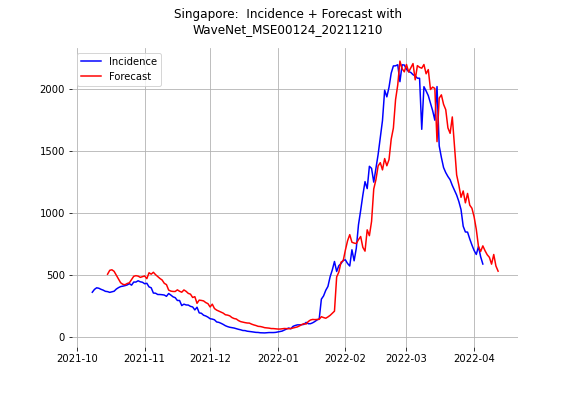 Singapore:  Incidence + Forecast with
WaveNet_MSE00124_20211210
Incidence
Forecast
2000
1500
1000
500
0
2021-10 2021-11 2021-12 2022-01 2022-02 2022-03 2022-04